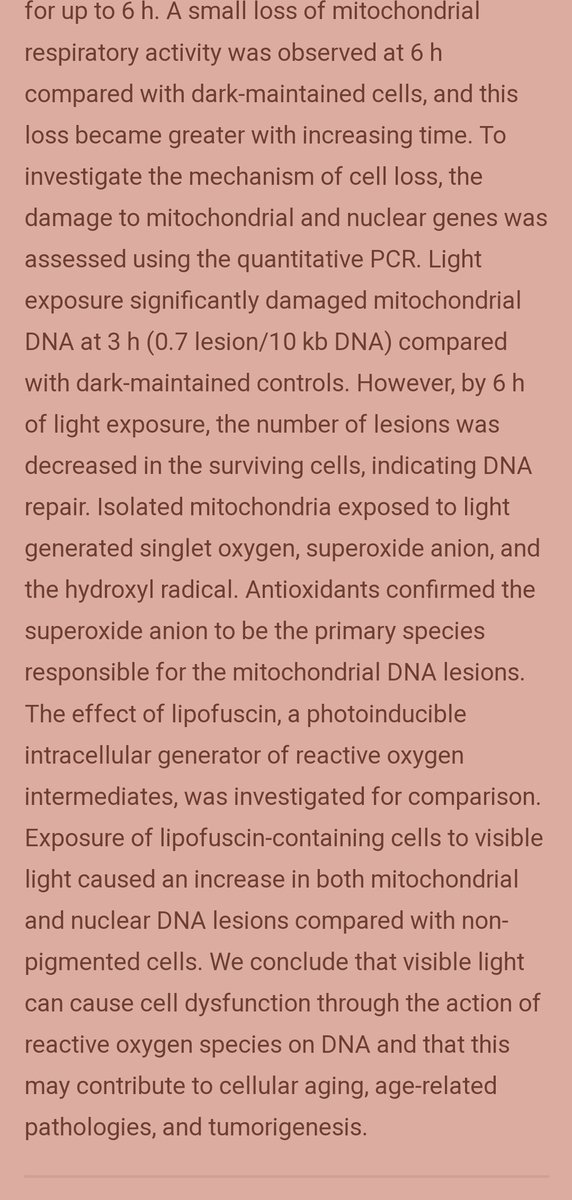 for up to 6 h. A small loss of mitochondrial
respiratory activity was observed at 6 h
compared with dark-maintained cells, and this
loss became greater with increasing time. To
investigate the mechanism of cell loss, the
damage to mitochondrial and nuclear genes was
assessed using the quantitative PCR. Light
exposure significantly damaged mitochondrial
DNA at 3 h (0.7 lesion/10 kb DNA) compared
with dark-maintained controls. However, by 6 h
of light exposure, the number of lesions was
decreased in the surviving cells, indicating DNA
repair. Isolated mitochondria exposed to light
generated singlet oxygen, superoxide anion, and
the hydroxyl radical. Antioxidants confirmed the
superoxide anion to be the primary species
responsible for the mitochondrial DNA lesions.
The effect of lipofuscin, a photoinducible
intracellular generator of reactive oxygen
intermediates, was investigated for comparison.
Exposure of lipofuscin-containing cells to visible
light caused an increase in both mitochondrial
and nuclear DNA lesions compared with non-
pigmented cells. We conclude that visible light
can cause cell dysfunction through the action of
reactive oxygen species on DNA and that this
may contribute to cellular aging, age-related
pathologies, and tumorigenesis.